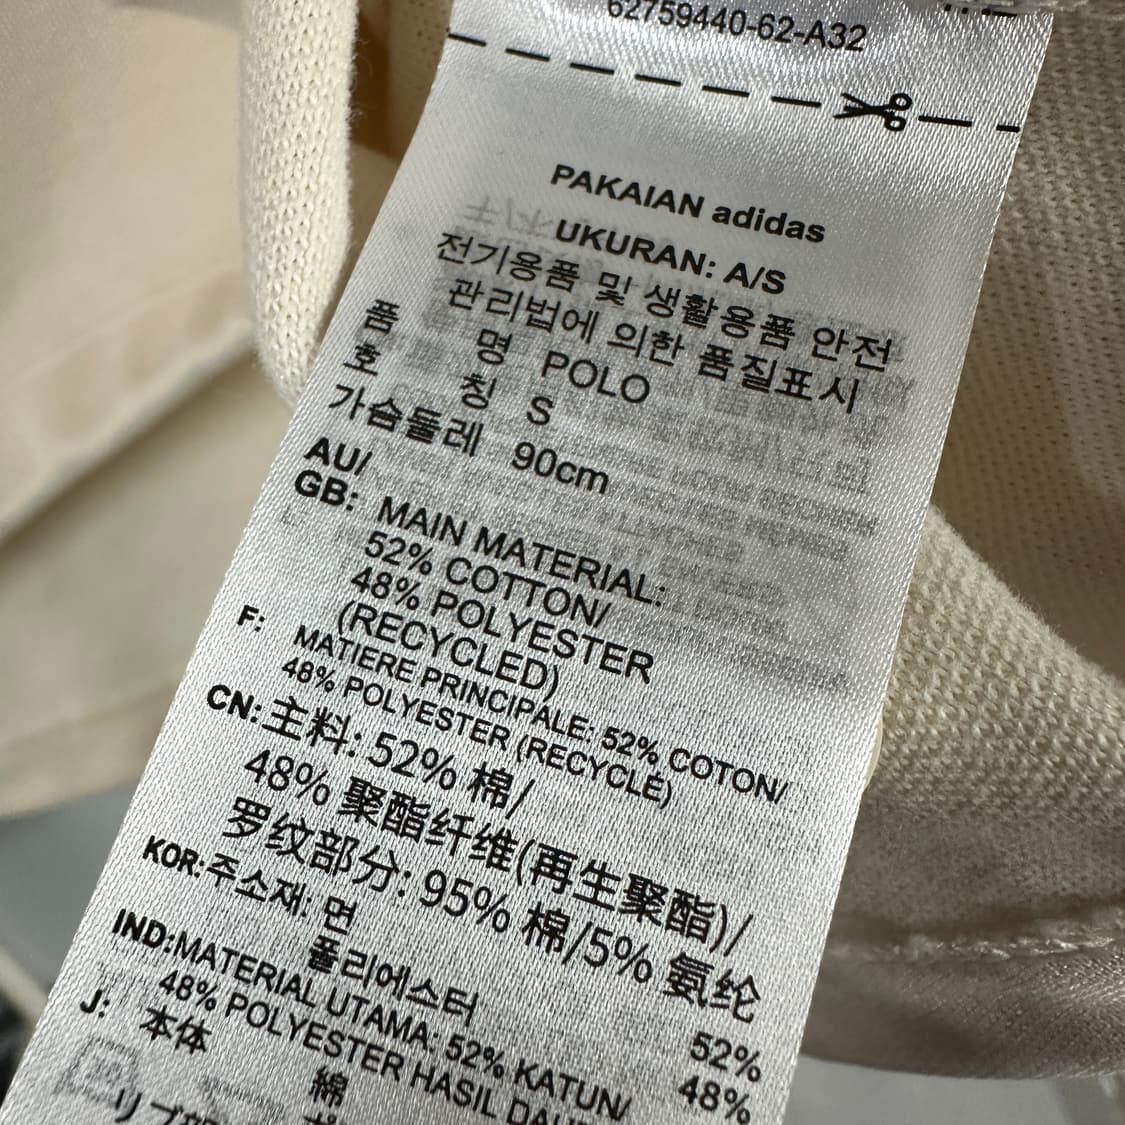 62759440-62-A32
PAKAIAN adidas
UKURAN: A/S
전기용품 및 생활용품 안전
관리법에 의한 품질표시
품 명 POLO
호 칭 S
가슴둘레 90cm
AU/
GB: MAIN MATERIAL:
52% COTTON/
48% POLYESTER
(RECYCLED)
F: MATIERE PRINCIPALE: 52% COTON/
48% POLYESTER (RECYCLÉ)
CN: 主料: 52% 棉/
48% 聚酯纤维(再生聚酯)/
罗纹部分: 95% 棉/5% 氨纶
KOR: 주소재: 면 52%
폴리에스터 48%
IND: MATERIAL UTAMA: 52% KATUN/
48% POLYESTER HASIL
J: 本体 綿